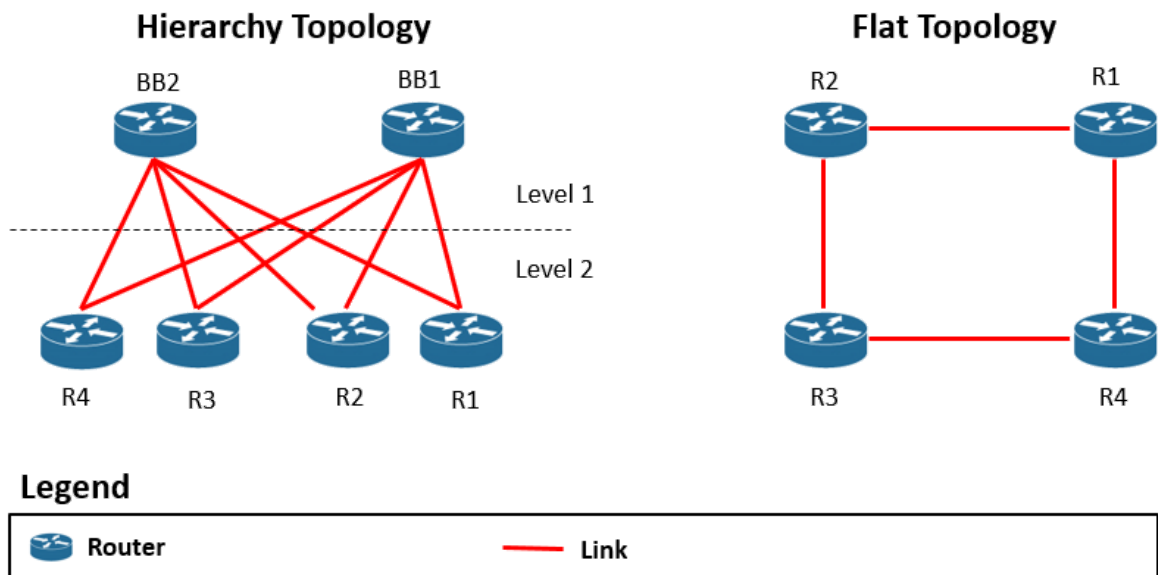 Hierarchy Topology
BB2
BB1
Level 1
Level 2
R4
R3
R2
R1
Flat Topology
R2
R1
R3
R4
Legend
Router
Link